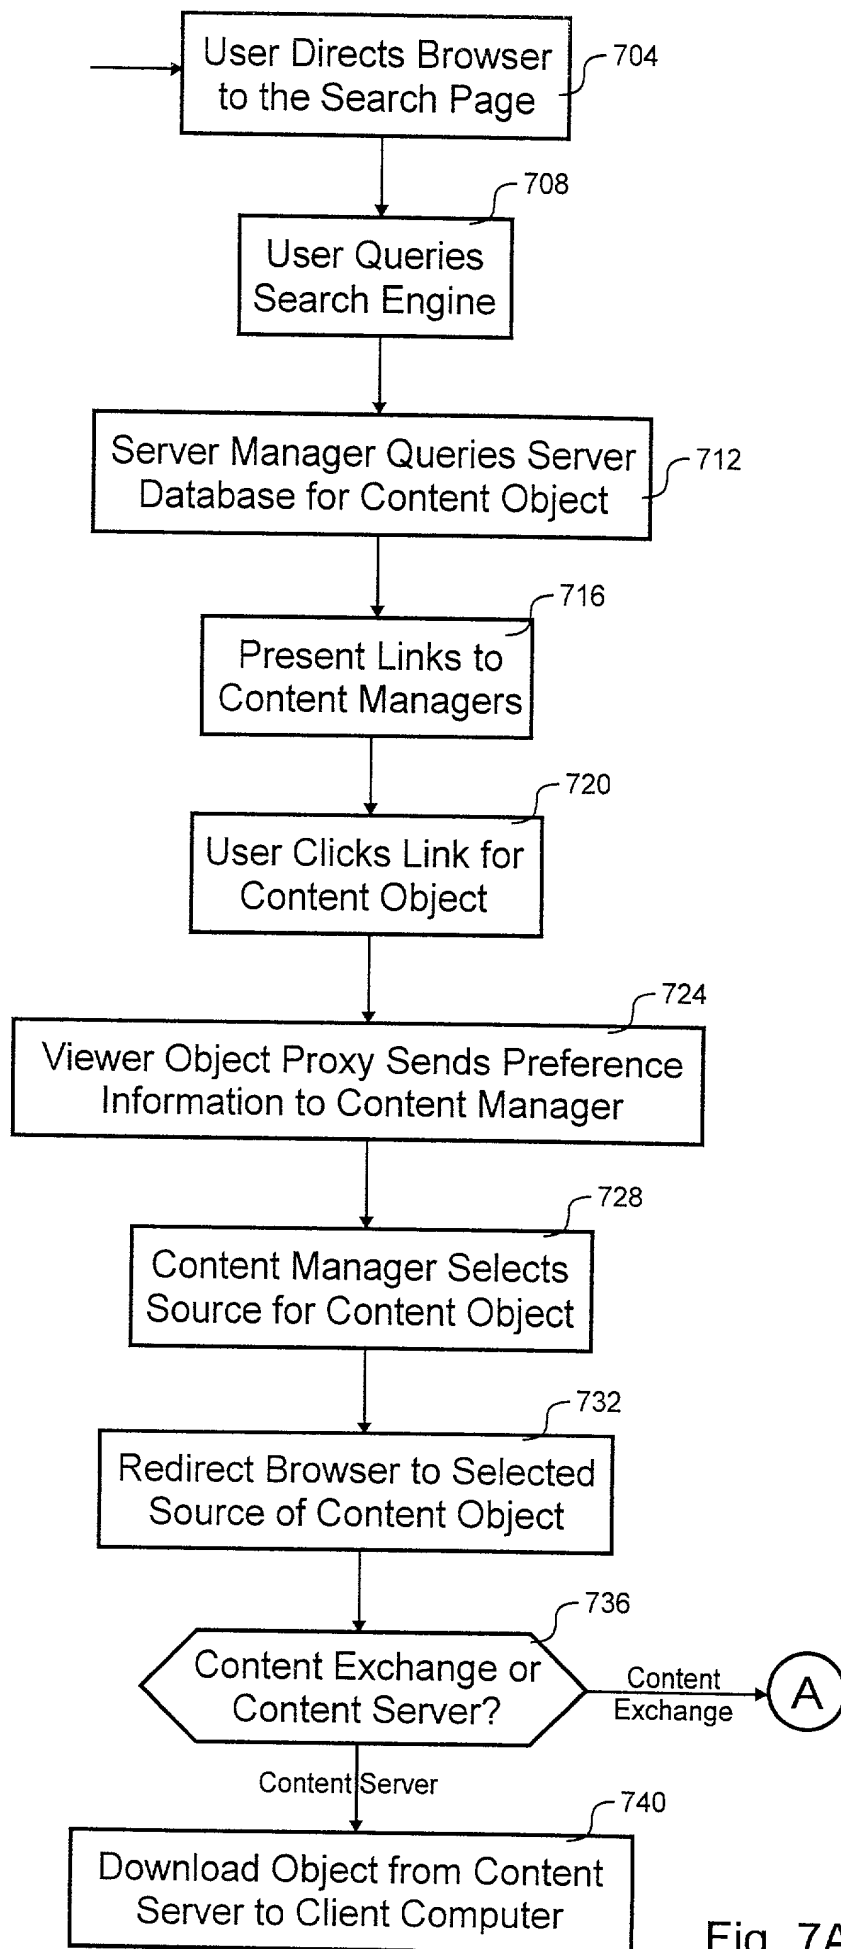 User Directs Browser
to the Search Page
704
708
User Queries
Search Engine
Server Manager Queries Server
Database for Content Object
712
716
Present Links to
Content Managers
720
User Clicks Link for
Content Object
724
Viewer Object Proxy Sends Preference
Information to Content Manager
728
Content Manager Selects
Source for Content Object
732
Redirect Browser to Selected
Source of Content Object
736
Content Exchange or
Content Server?
Content
Exchange
A
Content Server
740
Download Object from Content
Server to Client Computer
Fig. 7A